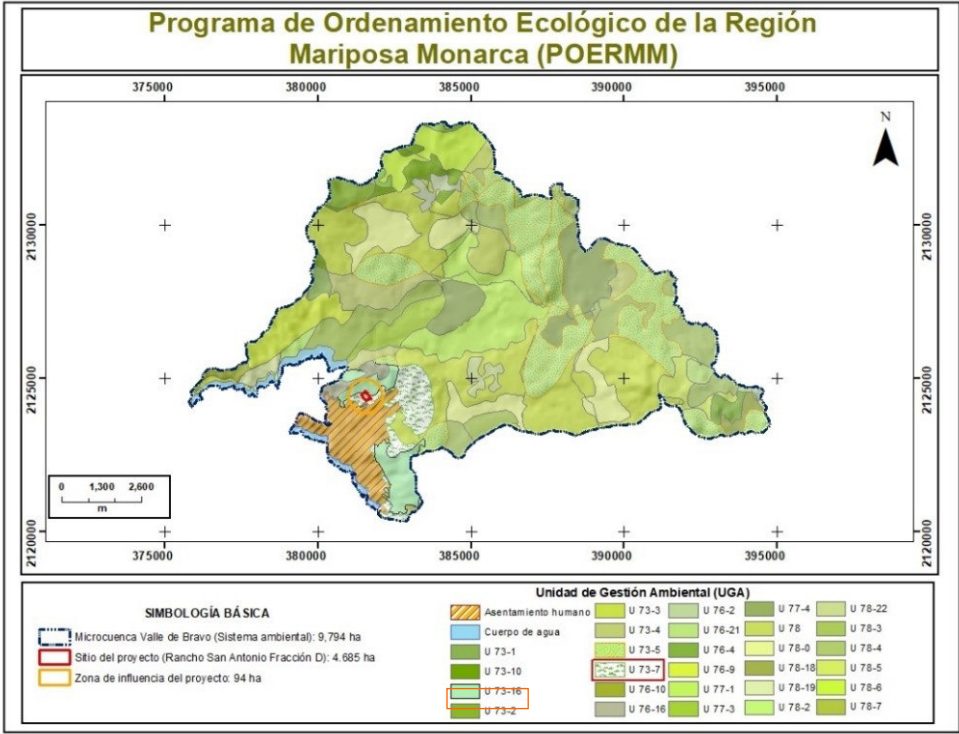 Programa de Ordenamiento Ecológico de la Región
Mariposa Monarca (POERMM)
375000 380000 385000 390000 395000
N
2130000 2130000
2125000 2125000
0 1,300 2,600
m
2120000 2120000
375000 380000 385000 390000 395000
SIMBOLOGÍA BÁSICA
Microcuenca Valle de Bravo (Sistema ambiental): 9,794 ha
Sitio del proyecto (Rancho San Antonio Fracción D): 4.685 ha
Zona de influencia del proyecto: 94 ha
Unidad de Gestión Ambiental (UGA)
Asentamiento humano
Cuerpo de agua
U 73-1
U 73-10
U 73-16
U 73-2
U 73-3
U 73-4
U 73-5
U 73-7
U 76-10
U 76-16
U 76-2
U 76-21
U 76-4
U 76-9
U 77-1
U 77-3
U 77-4
U 78
U 78-0
U 78-18
U 78-19
U 78-2
U 78-22
U 78-3
U 78-4
U 78-5
U 78-6
U 78-7